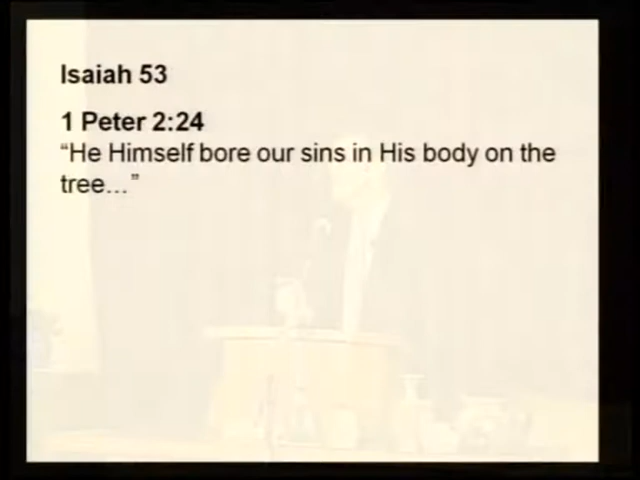 Isaiah 53
1 Peter 2:24
“He Himself bore our sins in His body on the
tree…”